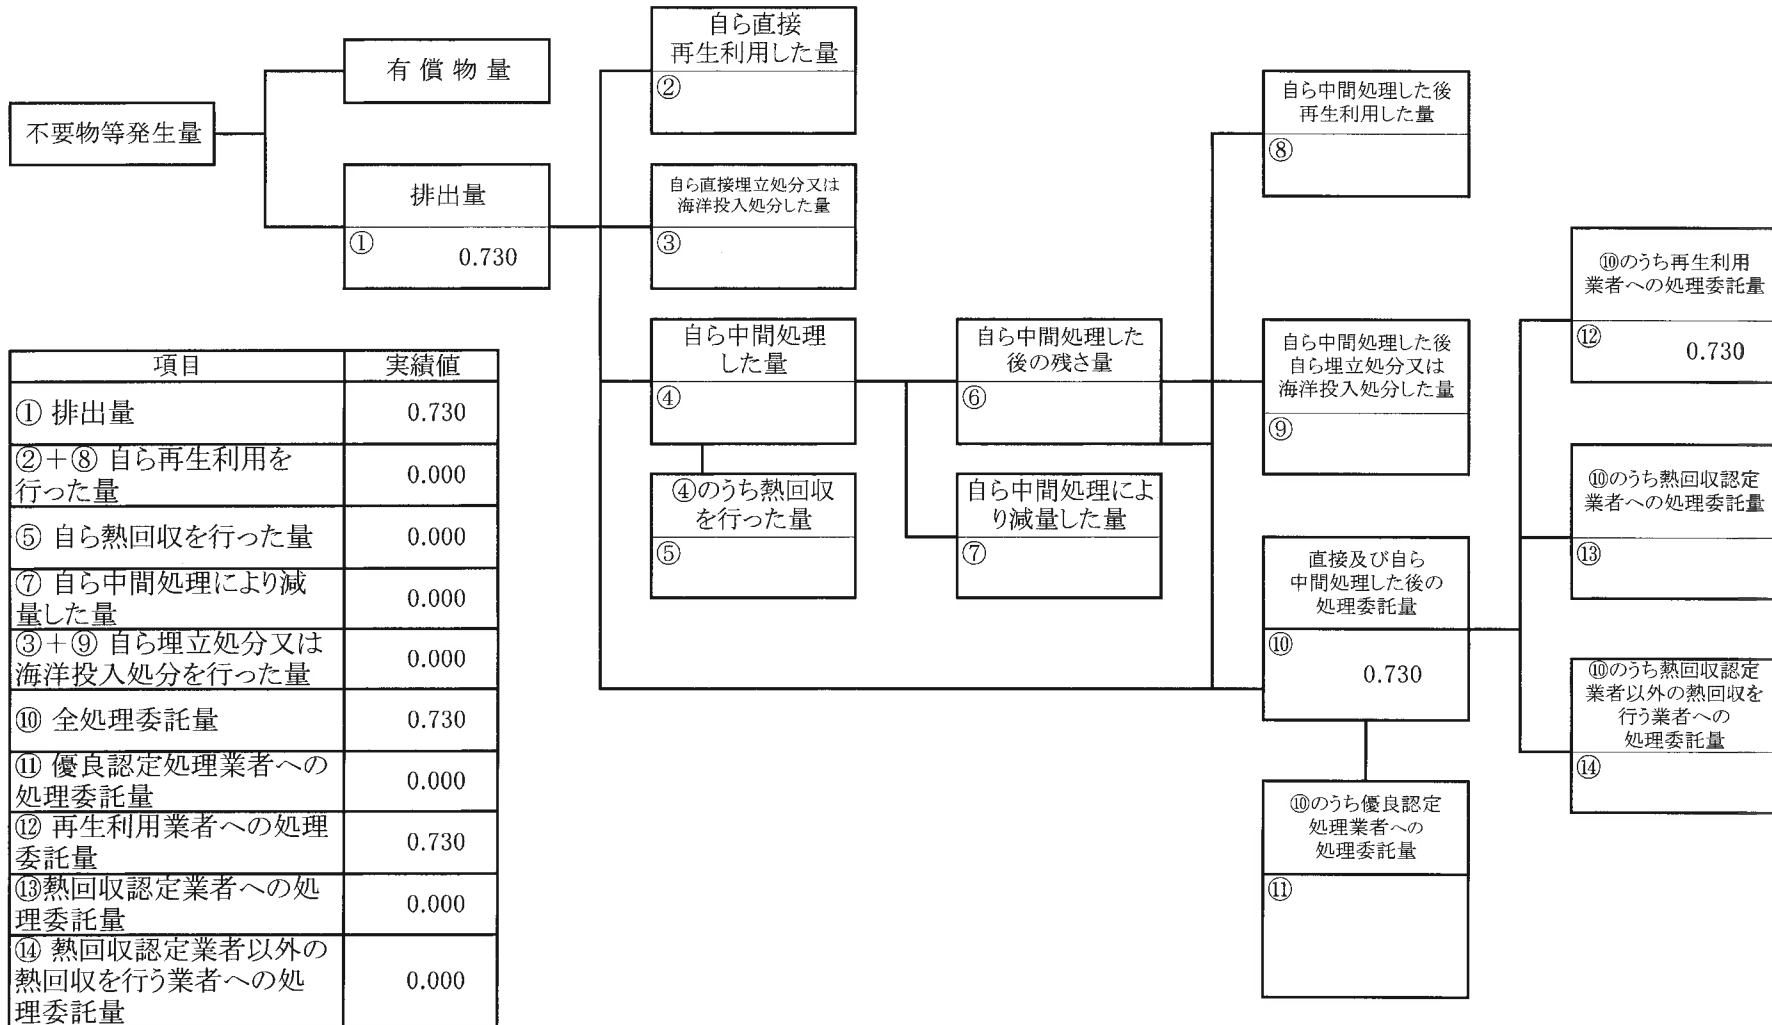 不要物等発生量
有償物量
排出量
①
0.730
自ら直接
再生利用した量
②
自ら直接埋立処分又は
海洋投入処分した量
③
自ら中間処理
した量
④
④のうち熱回収
を行った量
⑤
自ら中間処理した
後の残さ量
⑥
自ら中間処理によ
り減量した量
⑦
自ら中間処理した後
再生利用した量
⑧
自ら中間処理した後
自ら埋立処分又は
海洋投入処分した量
⑨
直接及び自ら
中間処理した後の
処理委託量
⑩
0.730
⑩のうち優良認定
処理業者への
処理委託量
⑪
⑩のうち再生利用
業者への処理委託量
⑫
0.730
⑩のうち熱回収認定
業者への処理委託量
⑬
⑩のうち熱回収認定
業者以外の熱回収を
行う業者への
処理委託量
⑭
項目 実績値
① 排出量 0.730
②＋⑧ 自ら再生利用を
行った量 0.000
⑤ 自ら熱回収を行った量 0.000
⑦ 自ら中間処理により減
量した量 0.000
③＋⑨ 自ら埋立処分又は
海洋投入処分を行った量 0.000
⑩ 全処理委託量 0.730
⑪ 優良認定処理業者への
処理委託量 0.000
⑫ 再生利用業者への処理
委託量 0.730
⑬熱回収認定業者への処
理委託量 0.000
⑭ 熱回収認定業者以外の
熱回収を行う業者への処
理委託量 0.000